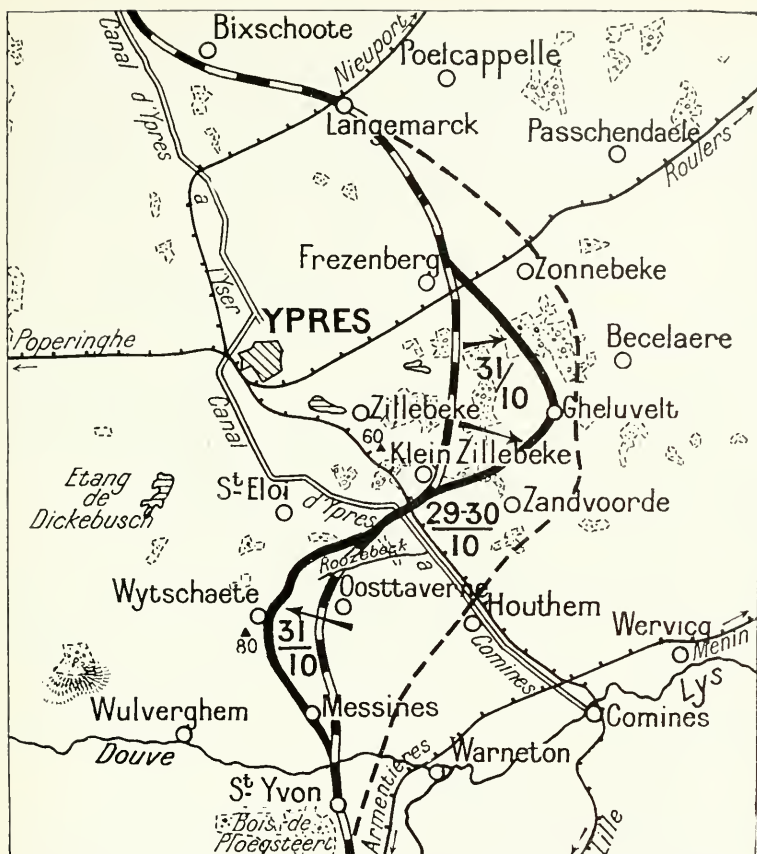 Bixschoote
Poelcappelle
Nieuport
Canal d'Ypres
Langemarck
Passchendaele
Roulers
a
l'Yser
Frezenberg
Zonnebeke
YPRES
Poperinghe
Becelaere
31/10
Zillebeke
Gheluvelt
Canal
60
Klein Zillebeke
Etang
de
Dickebusch
St. Eloi
d'Ypres
29-30/10
Zandvoorde
Roozebeek
a
Wytschaete
Oosttaverne
Houthem
80
31/10
Comines
Wervicq
Menin
Lys
Messines
Comines
Wulverghem
Douve
Warneton
Armentières
St. Yvon
Bois de
Ploegsteert
Lille